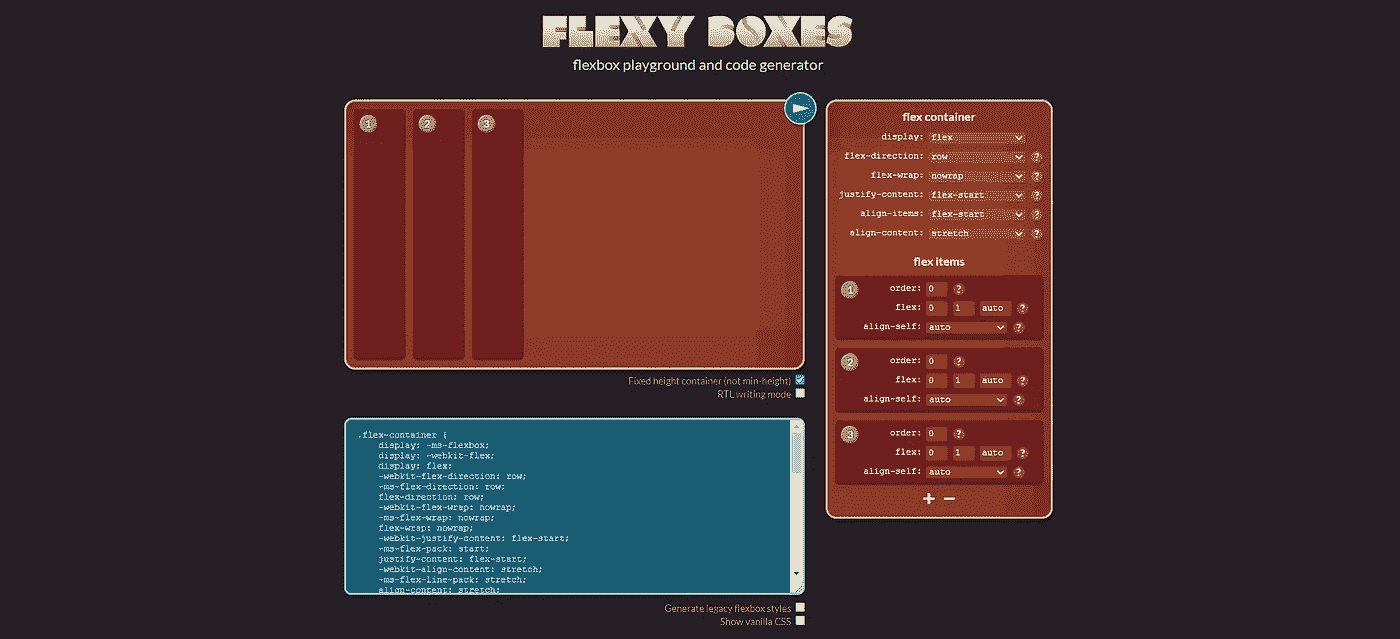 FLEXY BOXES
flexbox playground and code generator
1 2 3
Fixed height container (not min-height)
RTL writing mode
.flex-container {
display: -ms-flexbox;
display: -webkit-flex;
display: flex;
-webkit-flex-direction: row;
-ms-flex-direction: row;
flex-direction: row;
-webkit-flex-wrap: nowrap;
-ms-flex-wrap: nowrap;
flex-wrap: nowrap;
-webkit-justify-content: flex-start;
-ms-flex-pack: start;
justify-content: flex-start;
-webkit-align-content: stretch;
-ms-flex-line-pack: stretch;
align-content: stretch;
Generate legacy flexbox styles
Show vanilla CSS
flex container
display: flex
flex-direction: row ?
flex-wrap: nowrap ?
justify-content: flex-start ?
align-items: flex-start ?
align-content: stretch ?
flex items
1 order: 0 ?
flex: 0 1 auto ?
align-self: auto ?
2 order: 0 ?
flex: 0 1 auto ?
align-self: auto ?
3 order: 0 ?
flex: 0 1 auto ?
align-self: auto ?
+ −